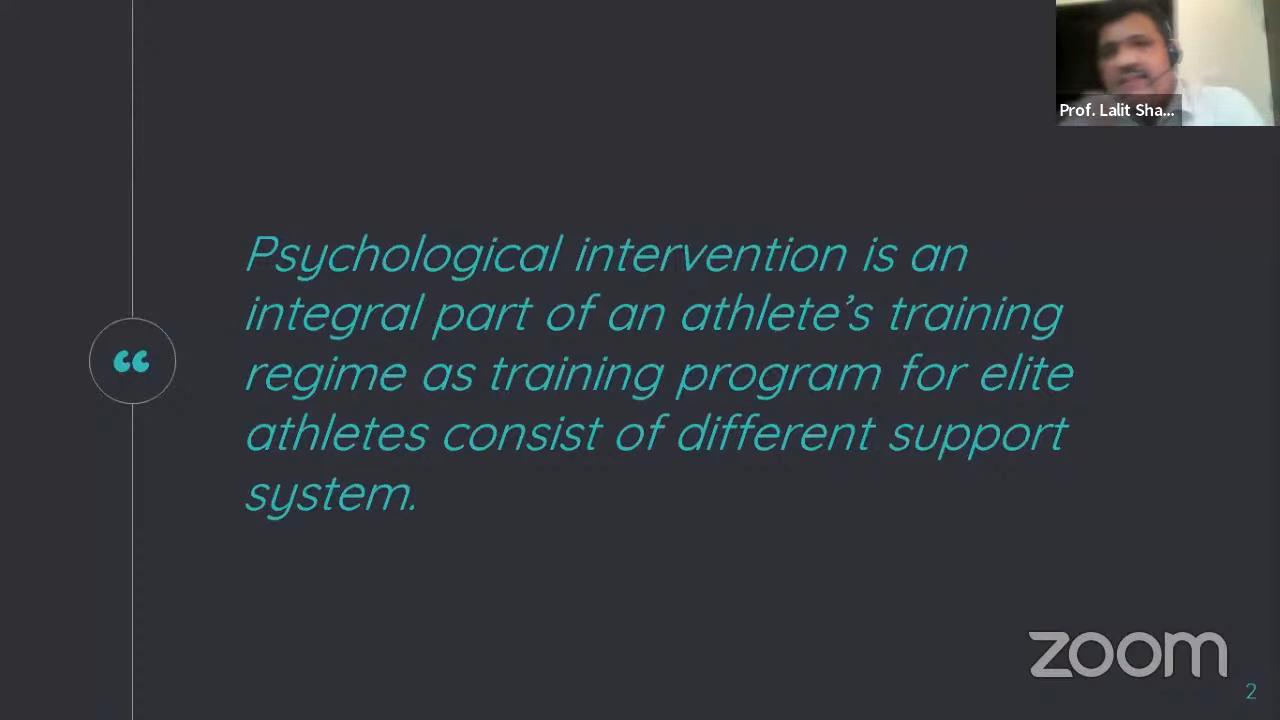 Prof. Lalit Sha...
Psychological intervention is an
integral part of an athlete’s training
regime as training program for elite
athletes consist of different support
system.
“
zoom
2